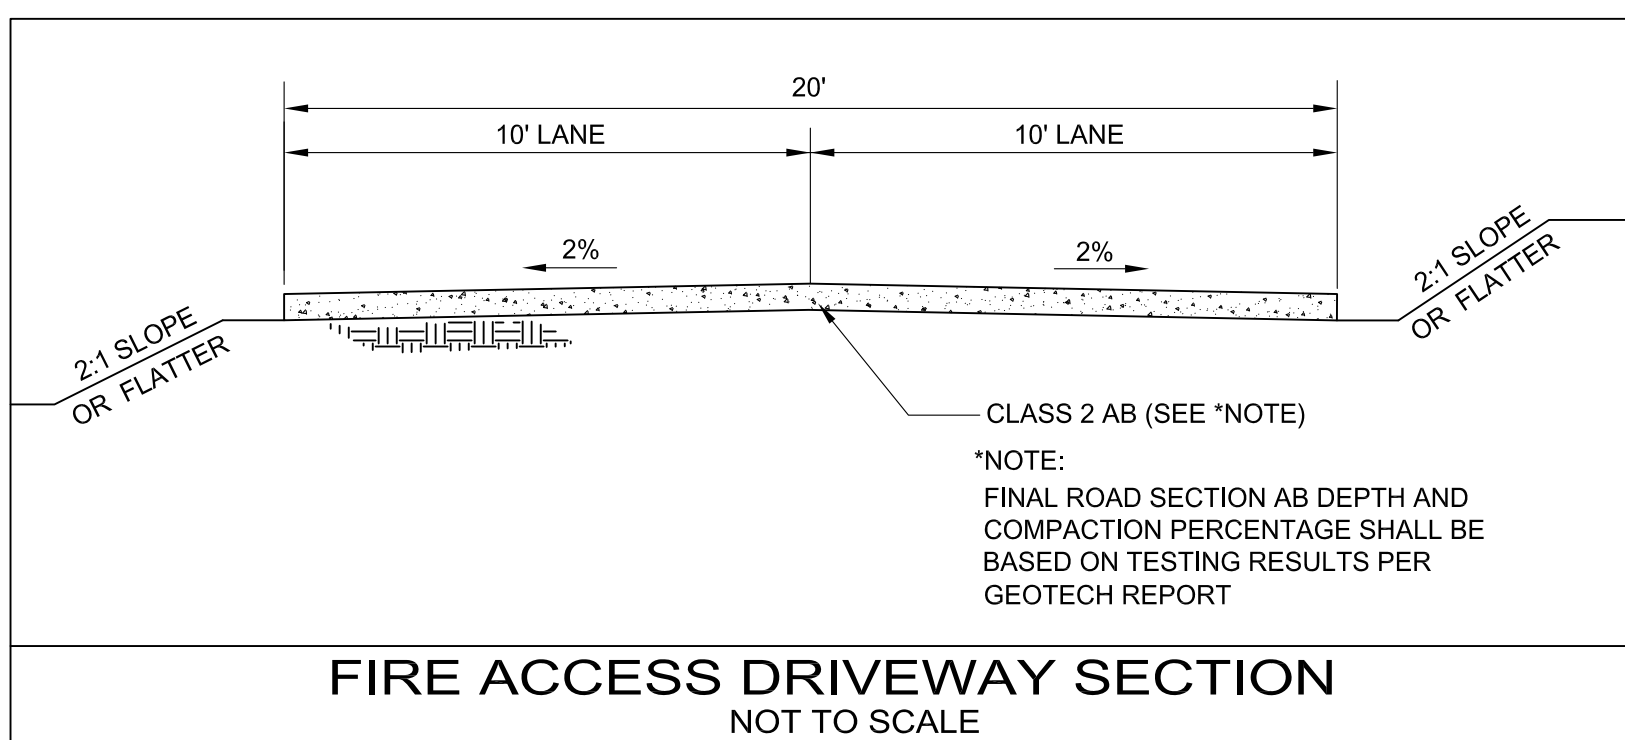 20'
10' LANE
10' LANE
2%
2%
2:1 SLOPE
OR FLATTER
2:1 SLOPE
OR FLATTER
CLASS 2 AB (SEE *NOTE)
*NOTE:
FINAL ROAD SECTION AB DEPTH AND
COMPACTION PERCENTAGE SHALL BE
BASED ON TESTING RESULTS PER
GEOTECH REPORT
FIRE ACCESS DRIVEWAY SECTION
NOT TO SCALE